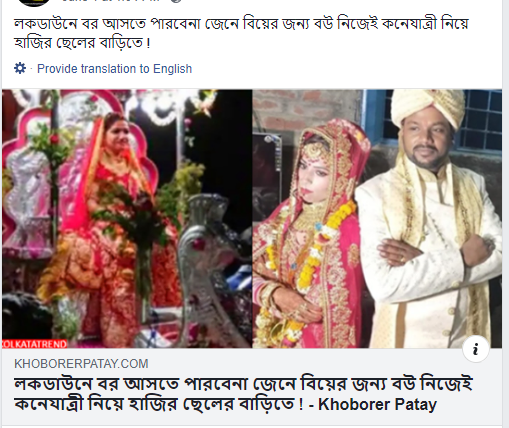 লকডাউনে বর আসতে পারবেনা জেনে বিয়ের জন্য বউ নিজেই কনেযাত্রী নিয়ে
হাজির ছেলের বাড়িতে !
· Provide translation to English
KOLKATATREND
KHOBORERPATAY.COM
লকডাউনে বর আসতে পারবেনা জেনে বিয়ের জন্য বউ নিজেই
কনেযাত্রী নিয়ে হাজির ছেলের বাড়িতে ! - Khoborer Patay